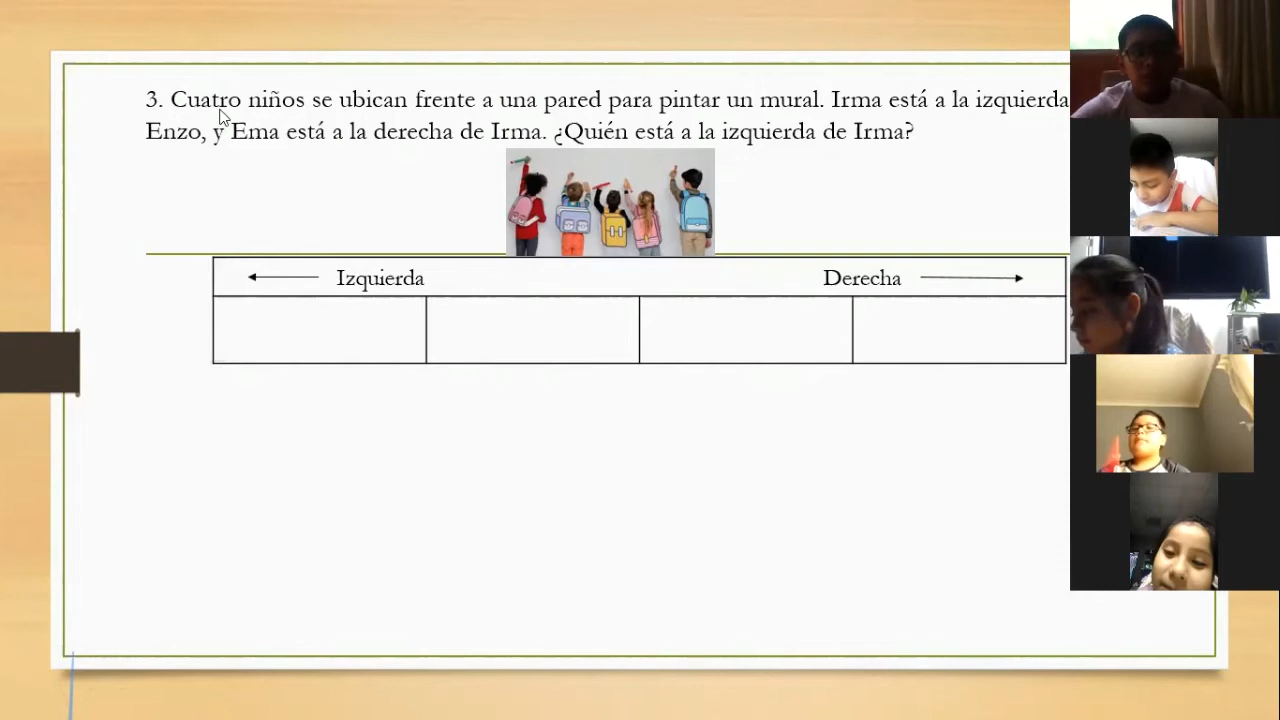 3. Cuatro niños se ubican frente a una pared para pintar un mural. Irma está a la izquierda
Enzo, y Ema está a la derecha de Irma. ¿Quién está a la izquierda de Irma?
Izquierda
Derecha